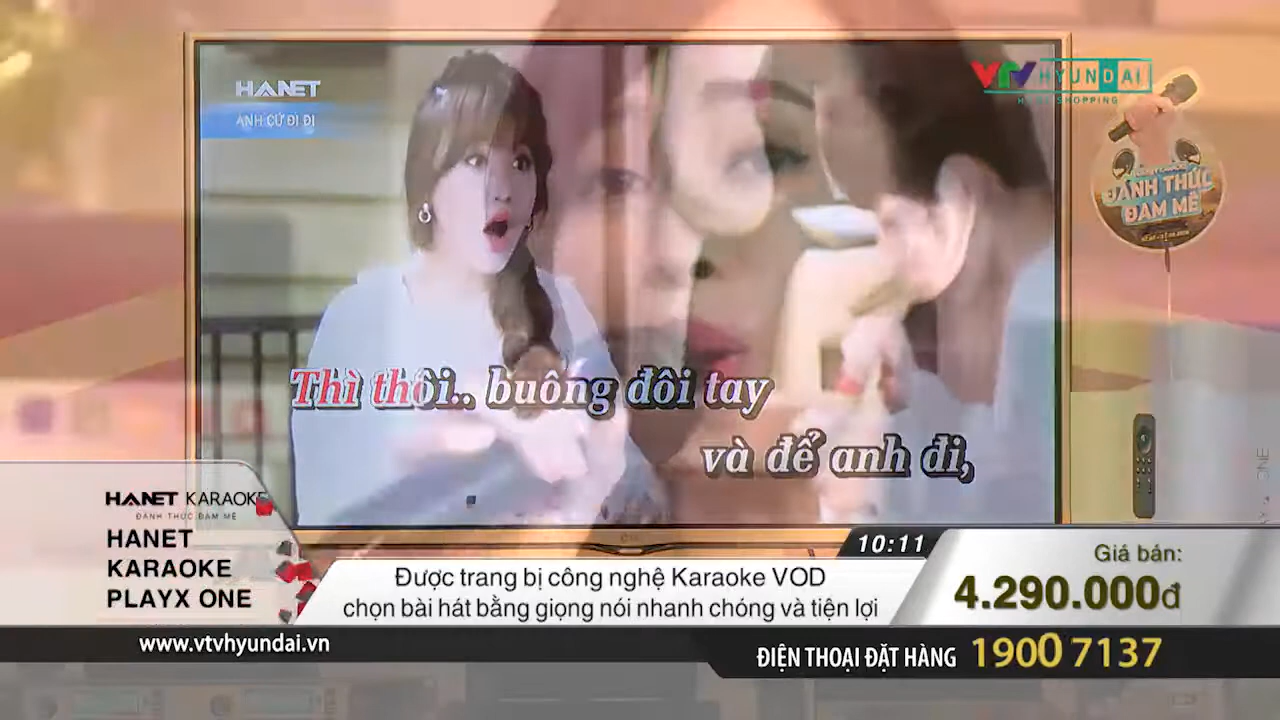 HANET
ANH CỨ ĐI ĐI
VTV HYUNDAI
HOME SHOPPING
ĐÁNH THỨC
ĐAM MÊ
Thì thôi.. buông đôi tay
và để anh đi,
HANET KARAOKE
ĐÁNH THỨC ĐAM MÊ
HANET
KARAOKE
PLAYX ONE
10:11
Được trang bị công nghệ Karaoke VOD
chọn bài hát bằng giọng nói nhanh chóng và tiện lợi
Giá bán:
4.290.000đ
www.vtvhyundai.vn
ĐIỆN THOẠI ĐẶT HÀNG 1900 7137